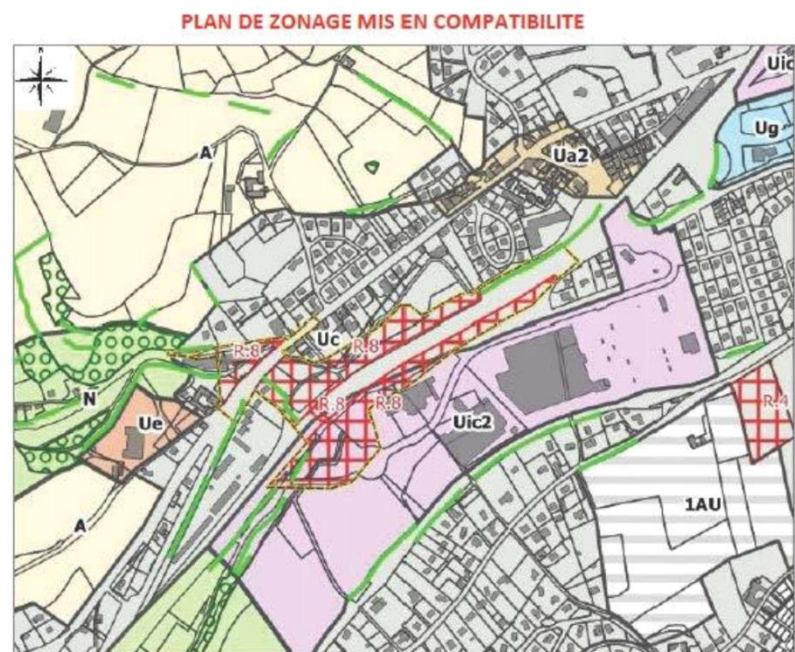 PLAN DE ZONAGE MIS EN COMPATIBILITE
N
Uic
Ug
A
Ua2
Uc
R.8
R.8
N
R.8
R.8
R.4
Ue
Uic2
1AU
A